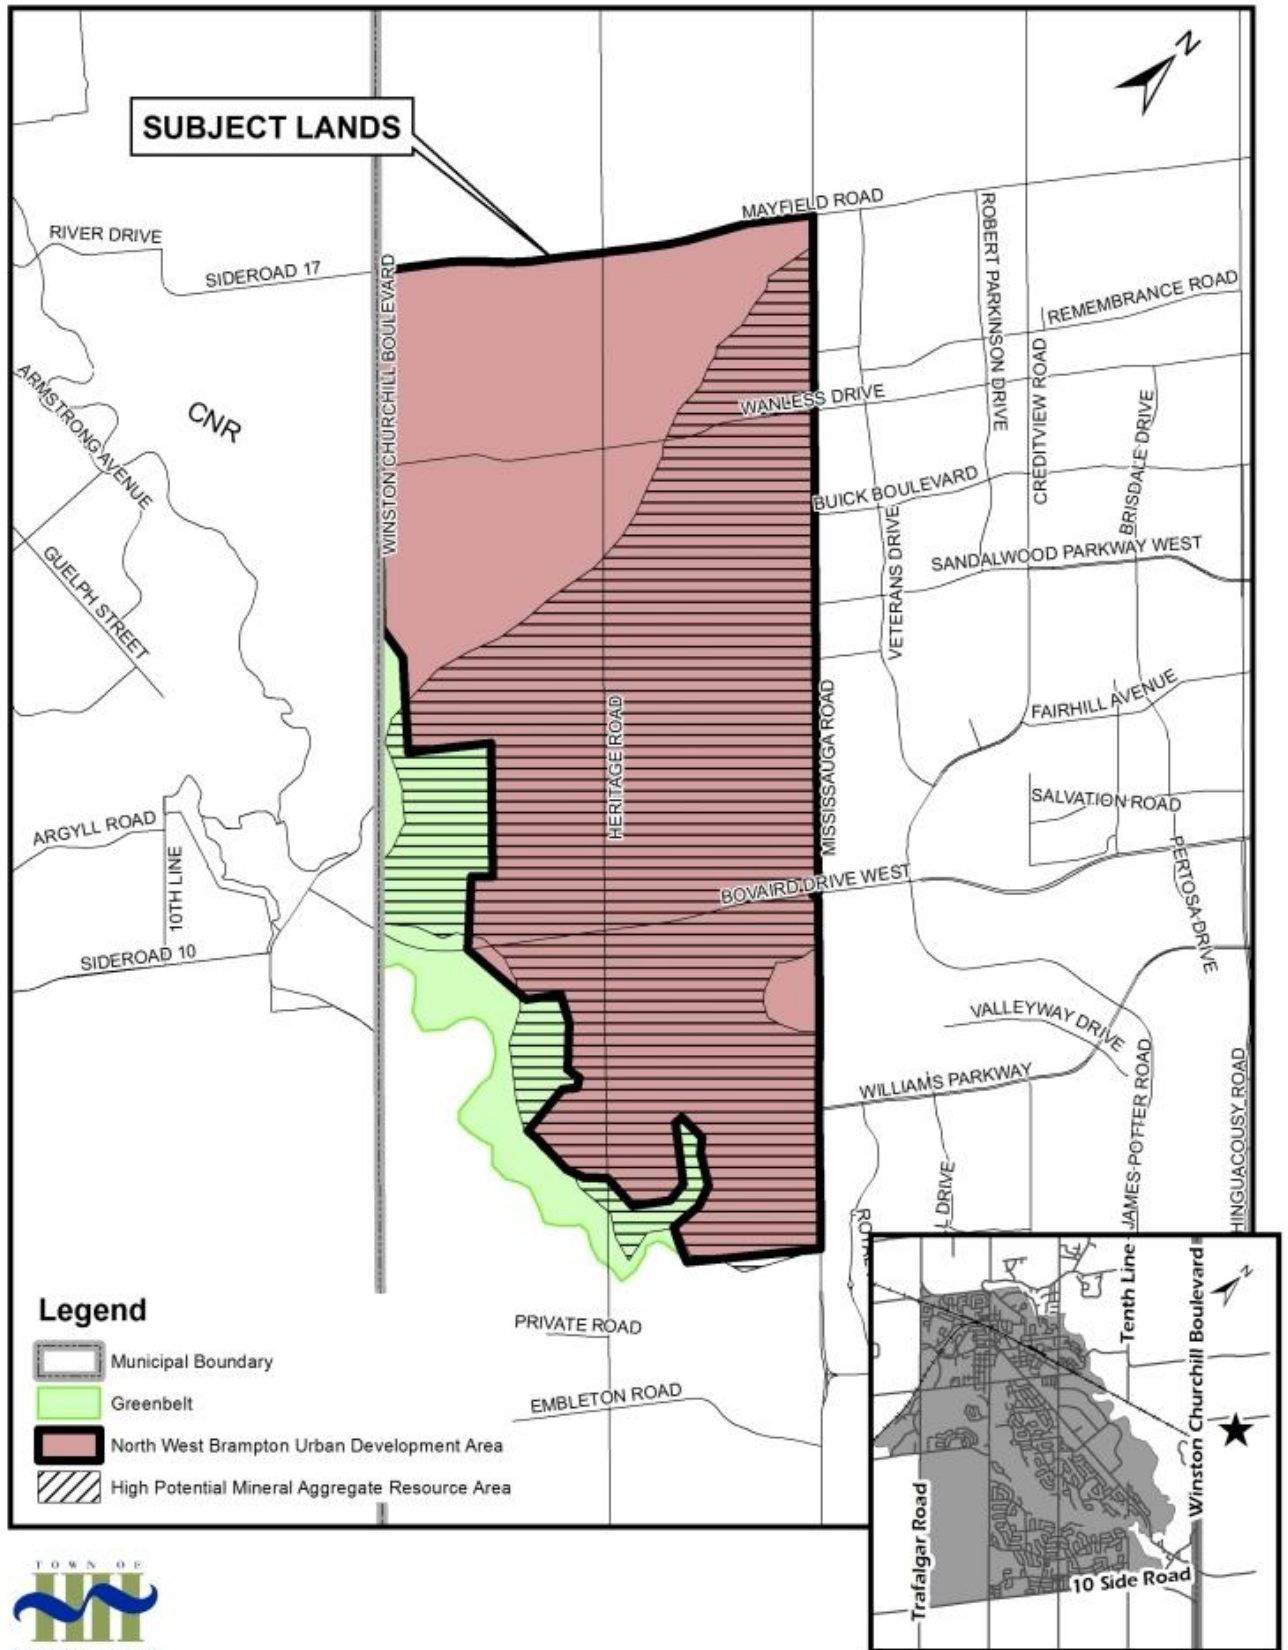 N
SUBJECT LANDS
MAYFIELD ROAD
RIVER DRIVE
SIDEROAD 17
WINSTON CHURCHILL BOULEVARD
ROBERT PARKINSON DRIVE
REMEMBRANCE ROAD
CREDITVIEW ROAD
ARMSTRONG AVENUE
CNR
WANLESS DRIVE
BRISDALE DRIVE
BUICK BOULEVARD
VETERANS DRIVE
SANDALWOOD PARKWAY WEST
GUELPH STREET
HERITAGE ROAD
MISSISSAUGA ROAD
FAIRHILL AVENUE
SALVATION ROAD
ARGYLL ROAD
10TH LINE
BOVAIRD DRIVE WEST
PERTOSA DRIVE
SIDEROAD 10
VALLEYWAY DRIVE
WILLIAMS PARKWAY
JAMES POTTER ROAD
HINGUACOUSY ROAD
L DRIVE
PRIVATE ROAD
EMBLETON ROAD
Legend
Municipal Boundary
Greenbelt
North West Brampton Urban Development Area
High Potential Mineral Aggregate Resource Area
N
Tenth Line
Winston Churchill Boulevard
Trafalgar Road
10 Side Road
TOWN OF